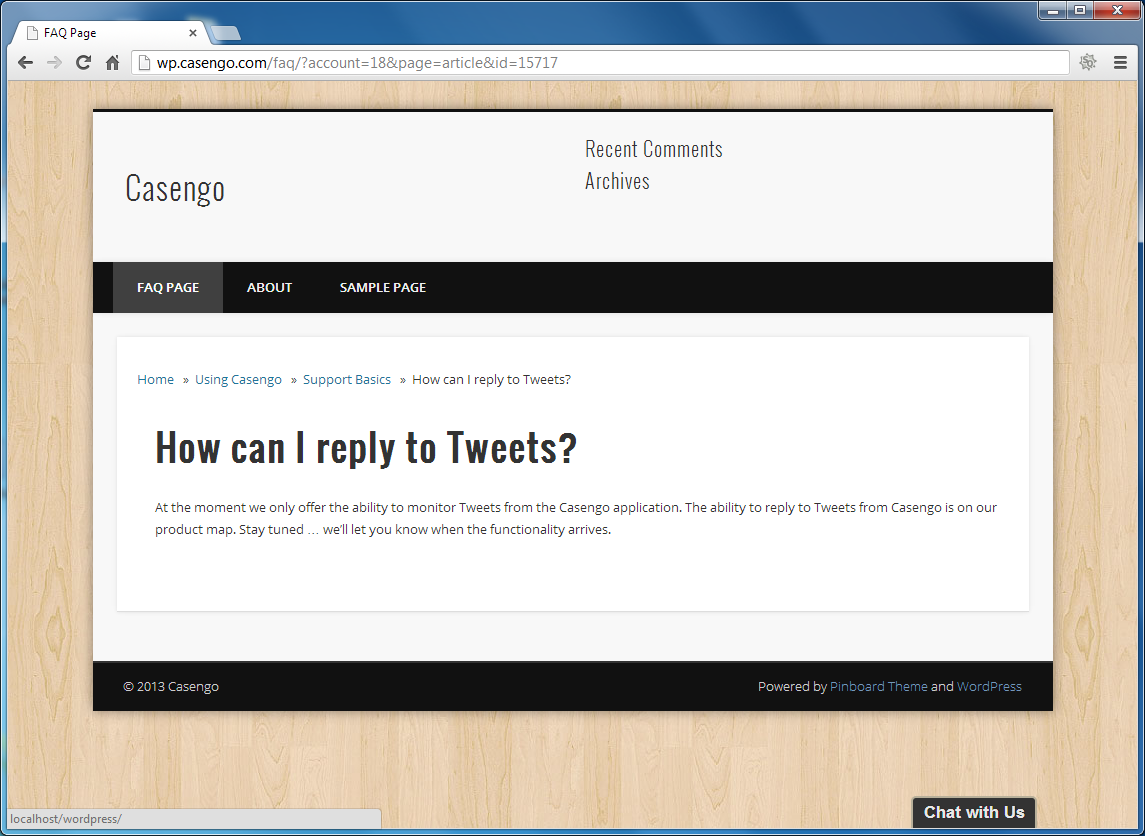 FAQ Page
wp.casengo.com/faq/?account=18&page=article&id=15717
Casengo
Recent Comments
Archives
FAQ PAGE ABOUT SAMPLE PAGE
Home » Using Casengo » Support Basics » How can I reply to Tweets?
How can I reply to Tweets?
At the moment we only offer the ability to monitor Tweets from the Casengo application. The ability to reply to Tweets from Casengo is on our
product map. Stay tuned … we'll let you know when the functionality arrives.
© 2013 Casengo
Powered by Pinboard Theme and WordPress
Chat with Us
localhost/wordpress/